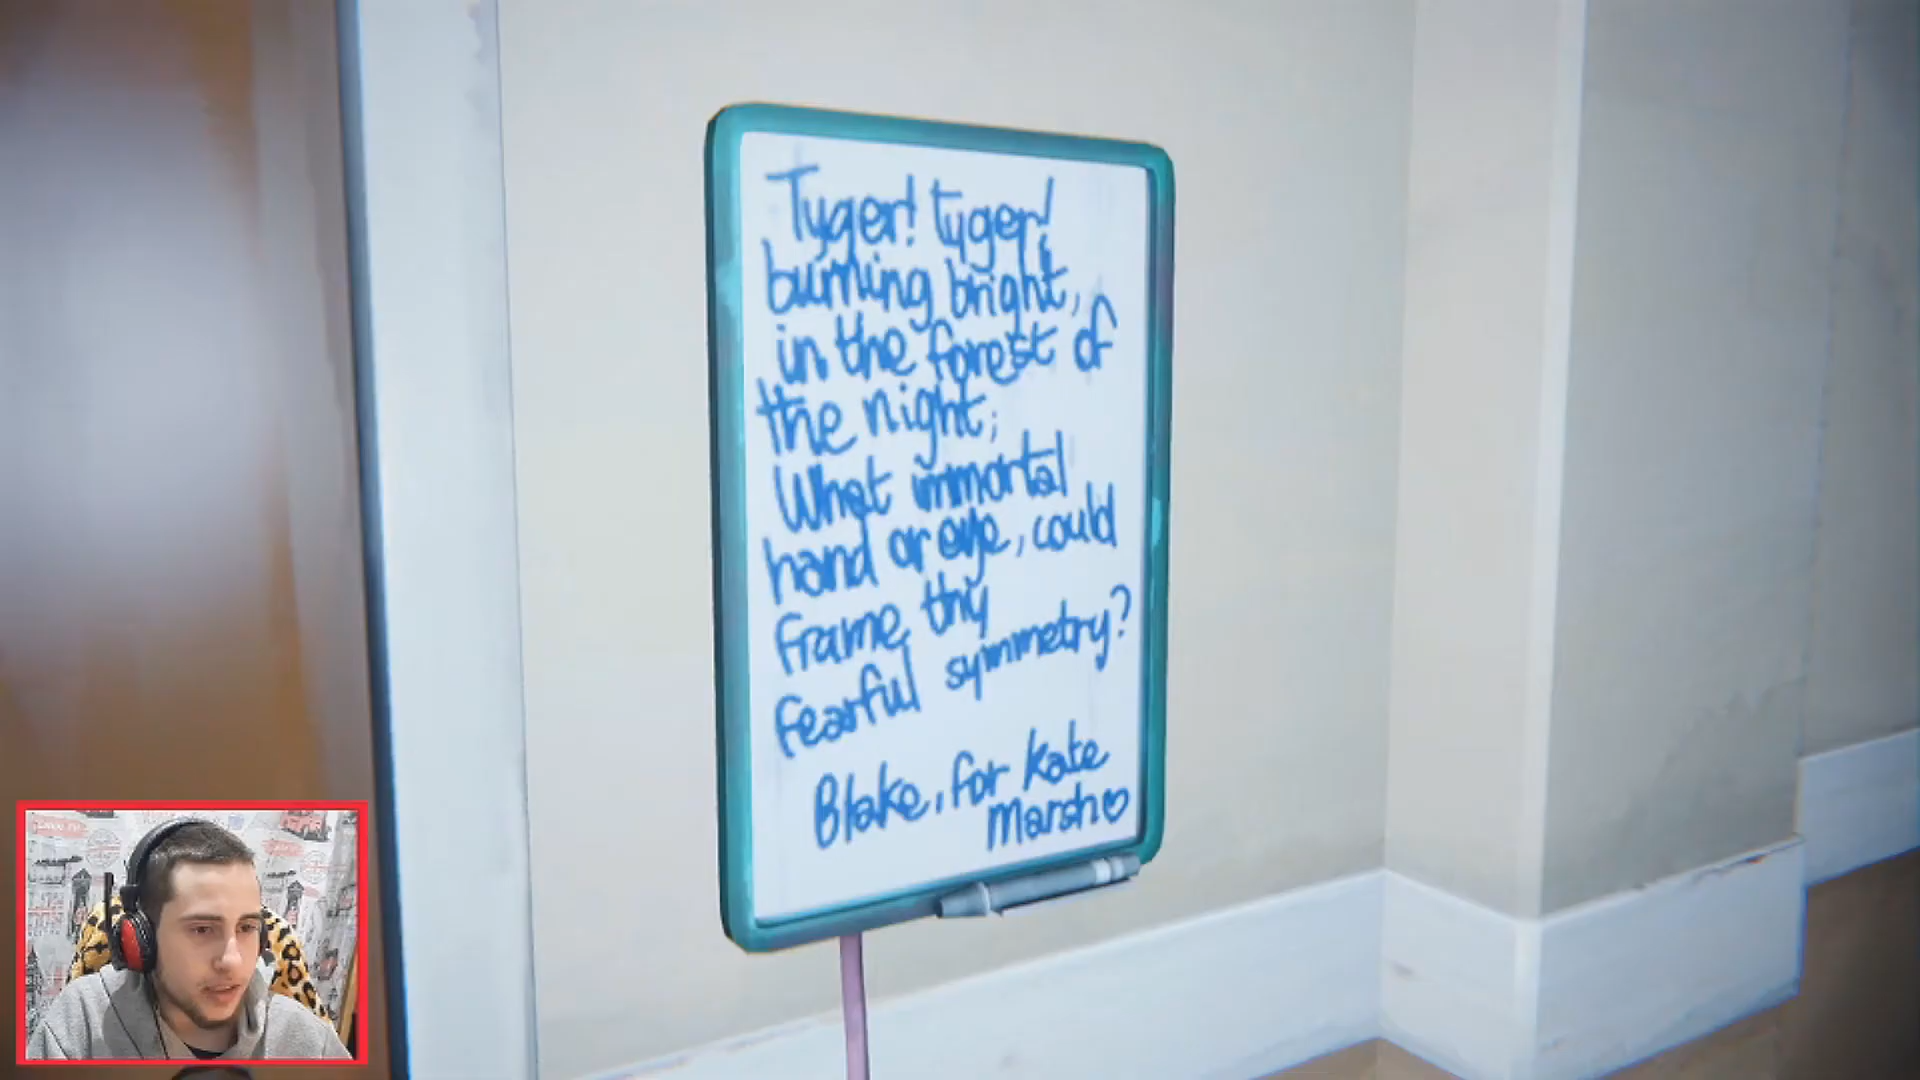 Tyger! tyger!
burning bright,
in the forest of
the night;
What immortal
hand or eye, could
frame thy
fearful symmetry?
Blake, for Kate
Marsh